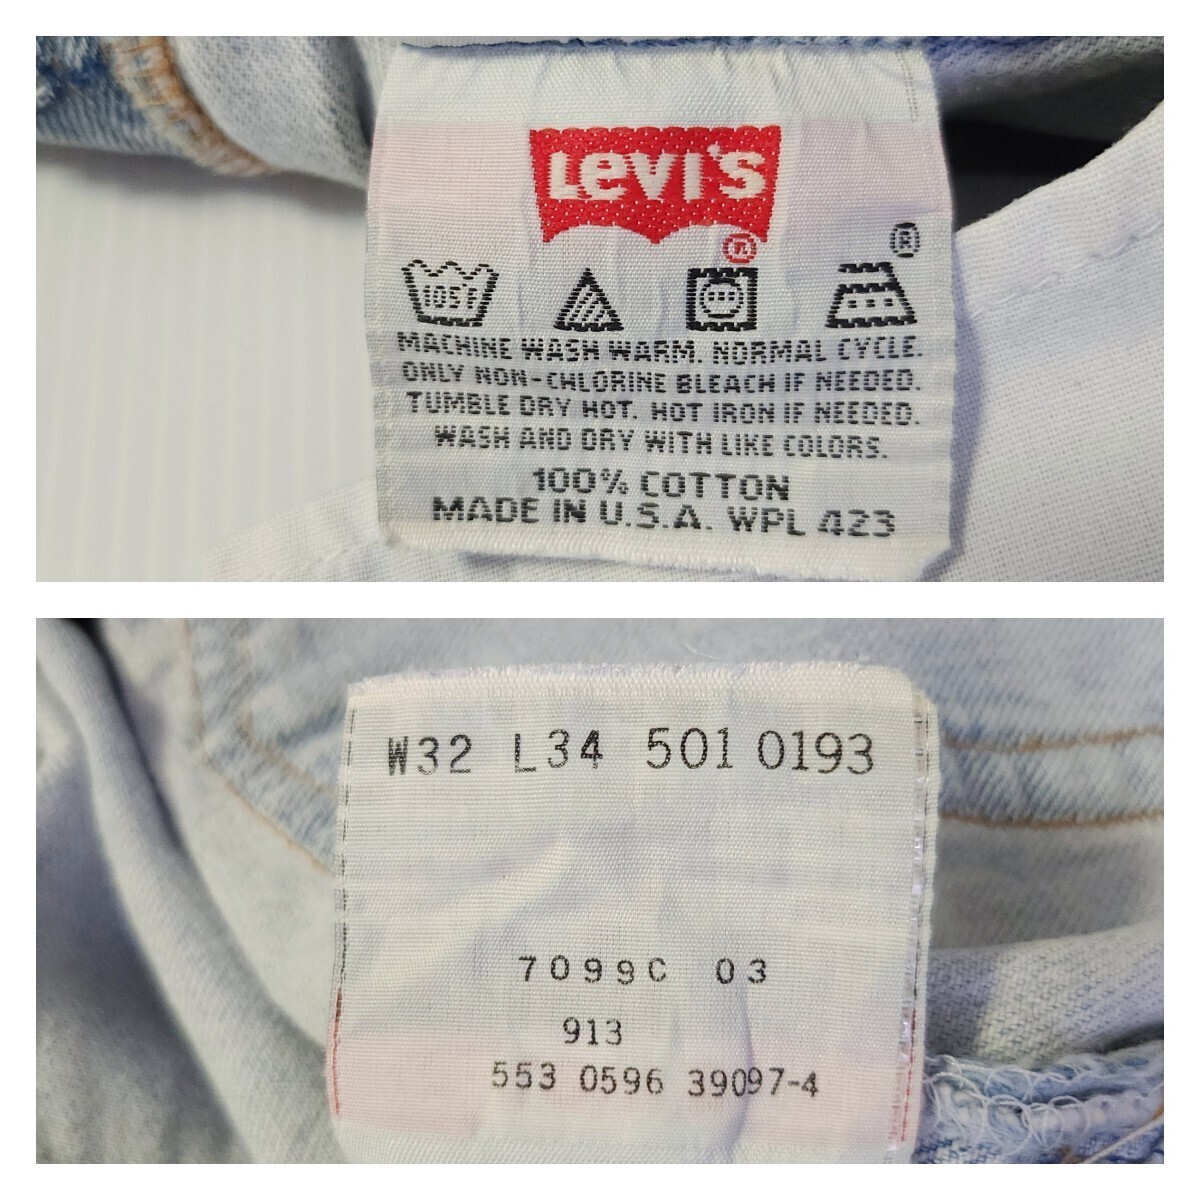 Levi's
®
105°F
MACHINE WASH WARM. NORMAL CYCLE.
ONLY NON-CHLORINE BLEACH IF NEEDED.
TUMBLE DRY HOT. HOT IRON IF NEEDED.
WASH AND DRY WITH LIKE COLORS.
100% COTTON
MADE IN U.S.A. WPL 423
W32 L34 501 0193
7099C 03
913
553 0596 39097-4